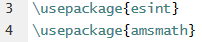 3 \usepackage{esint}
4 \usepackage{amsmath}